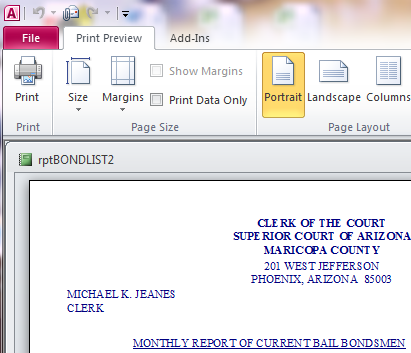 A
File Print Preview Add-Ins
Print Size Margins Show Margins Print Data Only Portrait Landscape Columns
Print Page Size Page Layout
rptBONDLIST2
CLERK OF THE COURT
SUPERIOR COURT OF ARIZONA
MARICOPA COUNTY
201 WEST JEFFERSON
PHOENIX, ARIZONA 85003
MICHAEL K. JEANES
CLERK
MONTHLY REPORT OF CURRENT BAIL BONDSMEN